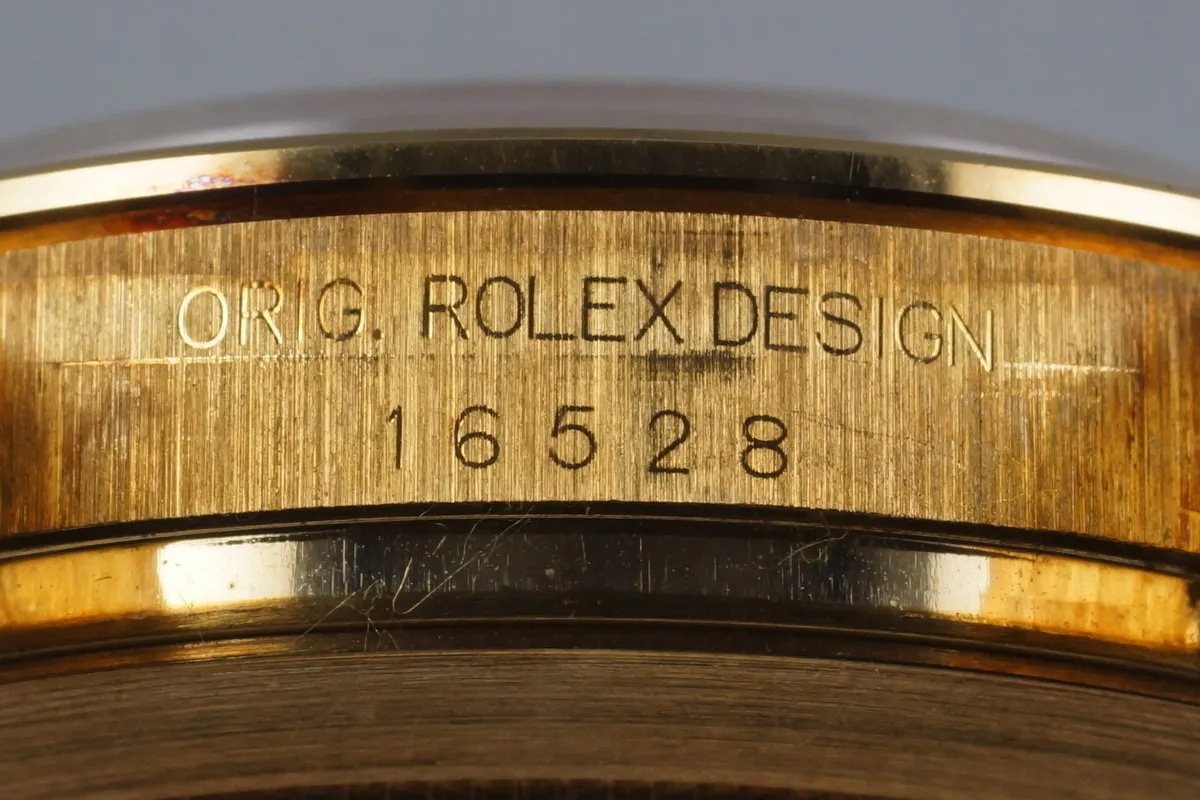 ORIG. ROLEX DESIGN
16528